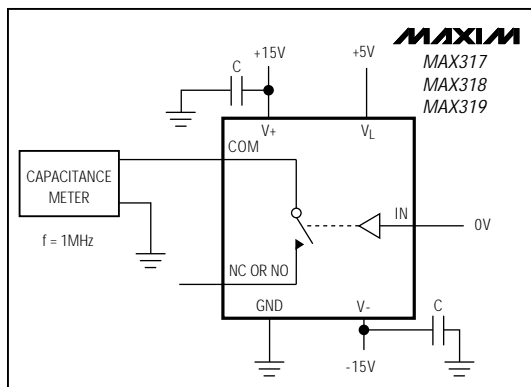 MAXIM
MAX317
MAX318
MAX319
+15V
+5V
C
V+
VL
COM
CAPACITANCE
METER
f = 1MHz
IN
0V
NC OR NO
GND
V-
C
-15V